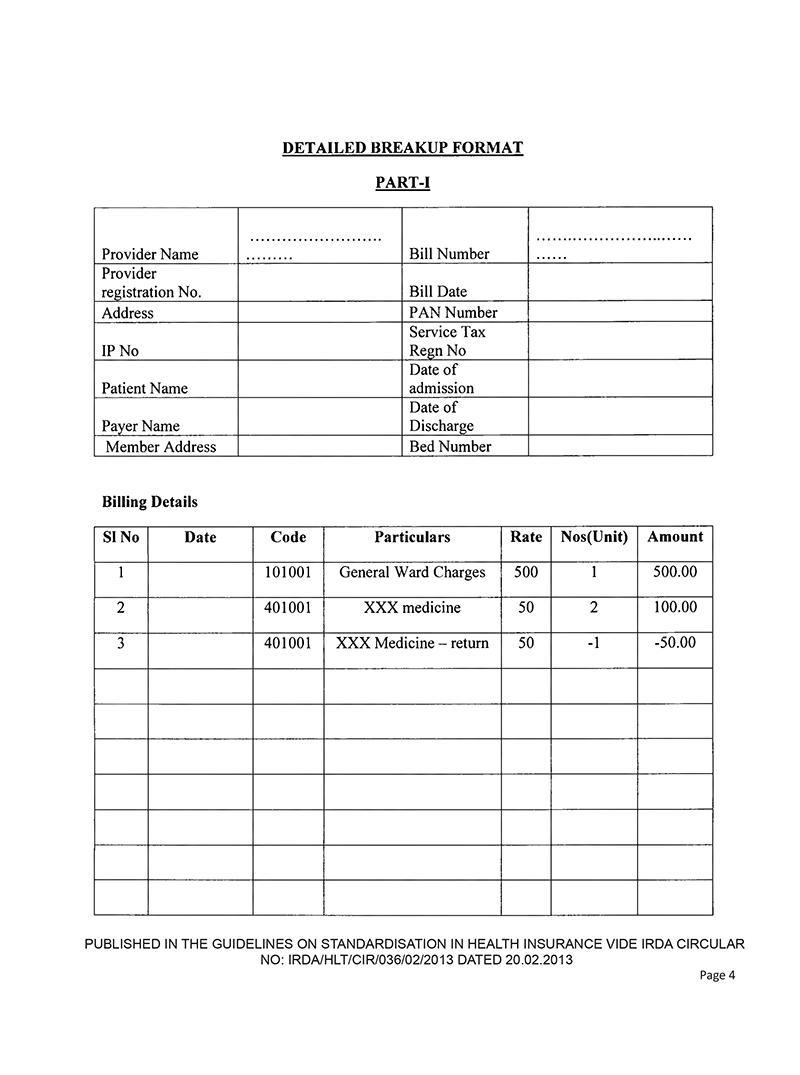 DETAILED BREAKUP FORMAT
PART-I
Provider Name ......................... ......... Bill Number ............................. ......
Provider
registration No. Bill Date
Address PAN Number
IP No Service Tax
Regn No
Patient Name Date of
admission
Payer Name Date of
Discharge
Member Address Bed Number
Billing Details
Sl No Date Code Particulars Rate Nos(Unit) Amount
1 101001 General Ward Charges 500 1 500.00
2 401001 XXX medicine 50 2 100.00
3 401001 XXX Medicine – return 50 -1 -50.00
PUBLISHED IN THE GUIDELINES ON STANDARDISATION IN HEALTH INSURANCE VIDE IRDA CIRCULAR
NO: IRDA/HLT/CIR/036/02/2013 DATED 20.02.2013
Page 4